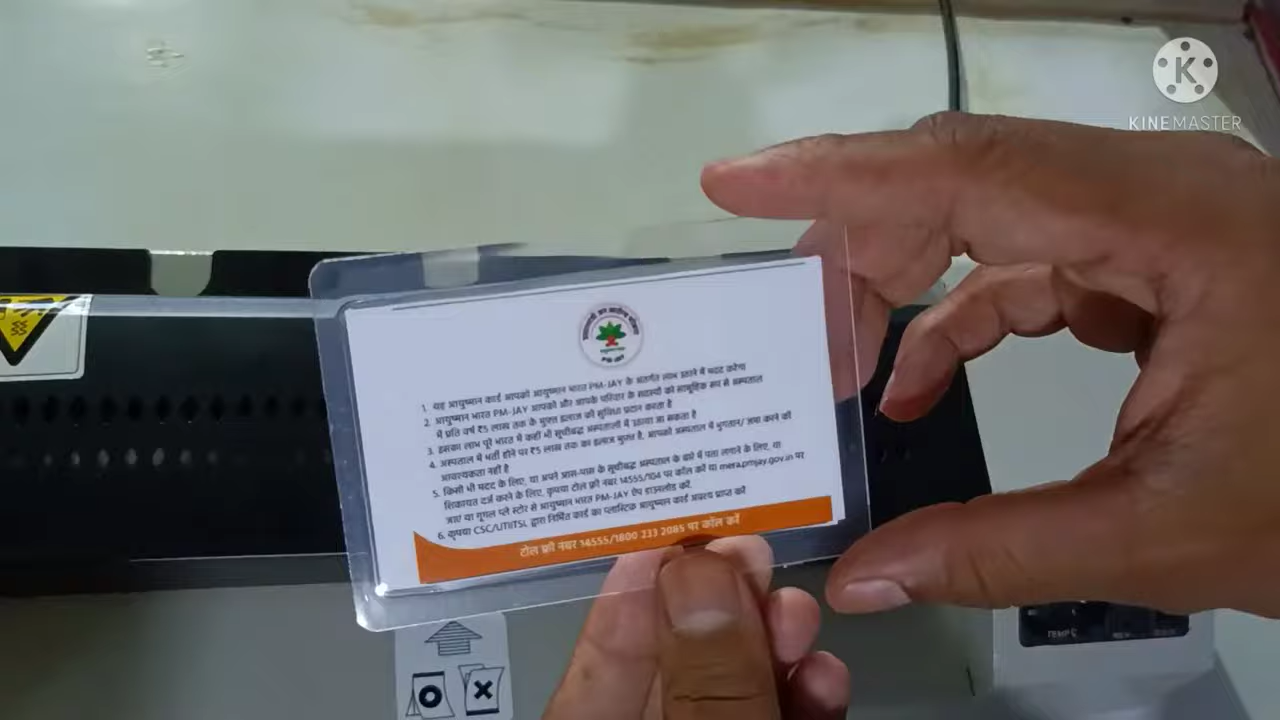 KINEMASTER
PM-JAY
1. यह आयुष्मान कार्ड आपको आयुष्मान भारत PM-JAY के अंतर्गत लाभ उठाने में मदद करेगा
2. आयुष्मान भारत PM-JAY आपको और आपके परिवार के सदस्यों को सामूहिक रूप से अस्पताल
में प्रति वर्ष ₹5 लाख तक के मुफ्त इलाज की सुविधा प्रदान करता है
3. इसका लाभ पूरे भारत में कहीं भी सूचीबद्ध अस्पतालों में उठाया जा सकता है
4. अस्पताल में भर्ती होने पर ₹5 लाख तक का इलाज मुफ्त है, आपको अस्पताल में भुगतान/ जमा करने की
आवश्यकता नहीं है
5. किसी भी मदद के लिए, या अपने आस-पास के सूचीबद्ध अस्पताल के बारे में पता लगाने के लिए, या
शिकायत दर्ज करने के लिए, कृपया टोल फ्री नंबर 14555/104 पर कॉल करें या mera.pmjay.gov.in पर
जाएं या गूगल प्ले स्टोर से आयुष्मान भारत PM-JAY ऐप डाउनलोड करें.
6. कृपया CSC/UTIITSL द्वारा निर्मित कार्ड का प्लास्टिक आयुष्मान कार्ड अवश्य प्राप्त करें
टोल फ्री नंबर 14555/1800 233 2085 पर कॉल करें
TEMP C